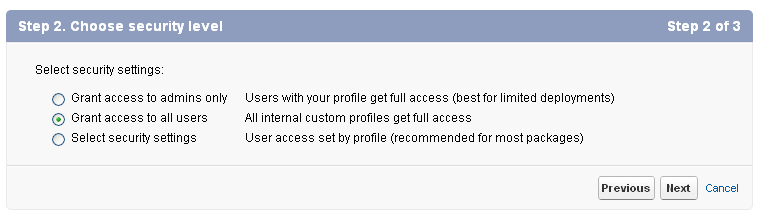 Step 2. Choose security level Step 2 of 3
Select security settings:
Grant access to admins only Users with your profile get full access (best for limited deployments)
Grant access to all users All internal custom profiles get full access
Select security settings User access set by profile (recommended for most packages)
Previous Next Cancel